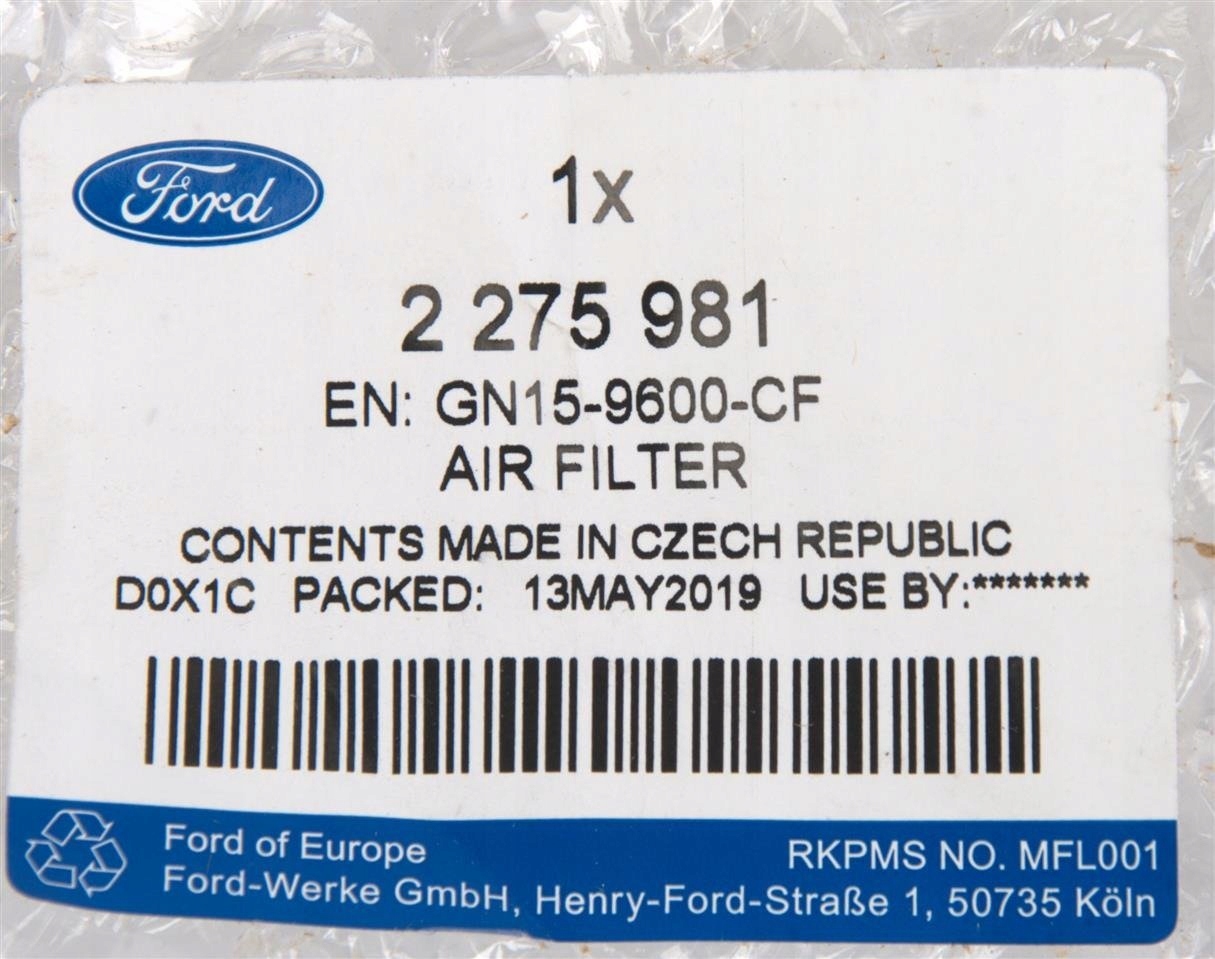 Ford
1x
2 275 981
EN: GN15-9600-CF
AIR FILTER
CONTENTS MADE IN CZECH REPUBLIC
D0X1C PACKED: 13MAY2019 USE BY:*******
Ford of Europe
Ford-Werke GmbH, Henry-Ford-Straße 1, 50735 Köln
RKPMS NO. MFL001